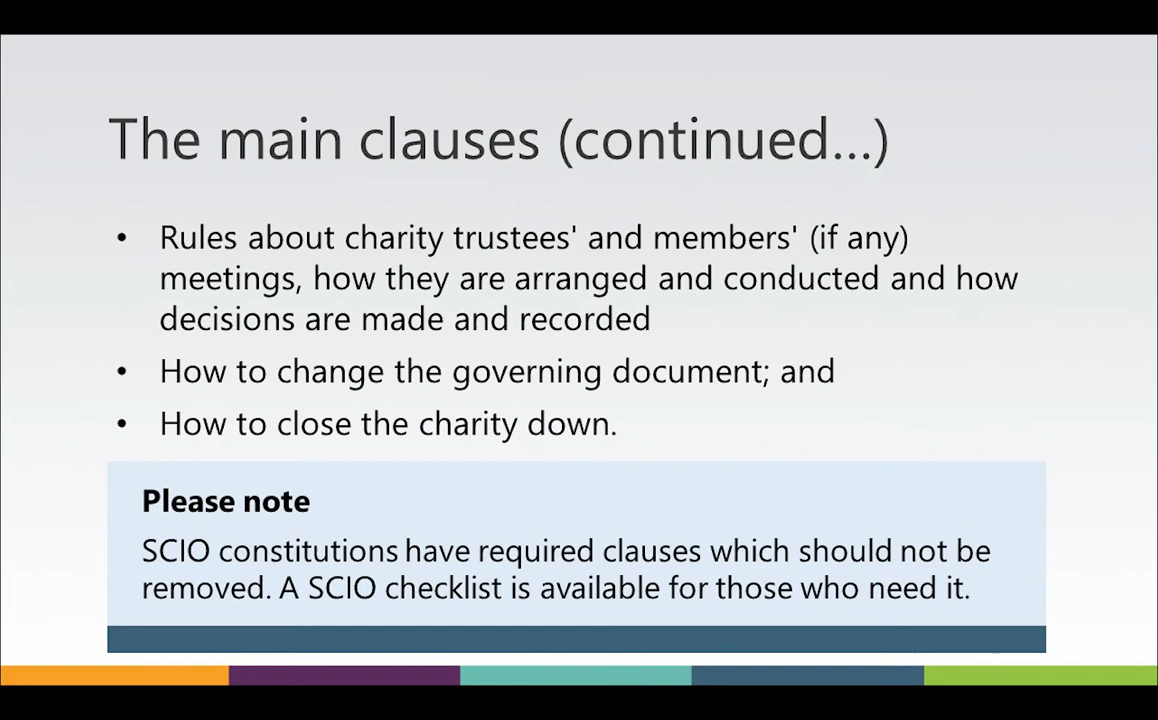 The main clauses (continued...)
• Rules about charity trustees' and members' (if any)
meetings, how they are arranged and conducted and how
decisions are made and recorded
• How to change the governing document; and
• How to close the charity down.
Please note
SCIO constitutions have required clauses which should not be
removed. A SCIO checklist is available for those who need it.